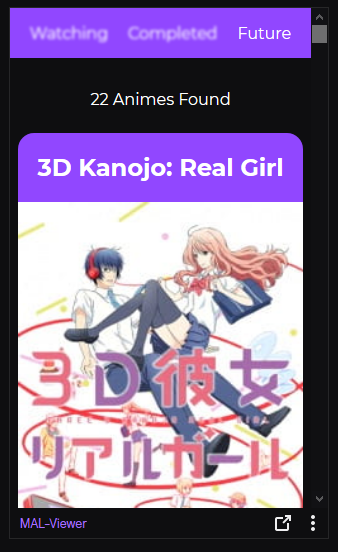 Watching Completed Future
22 Animes Found
3D Kanojo: Real Girl
3D彼女
リアルガール
MAL-Viewer